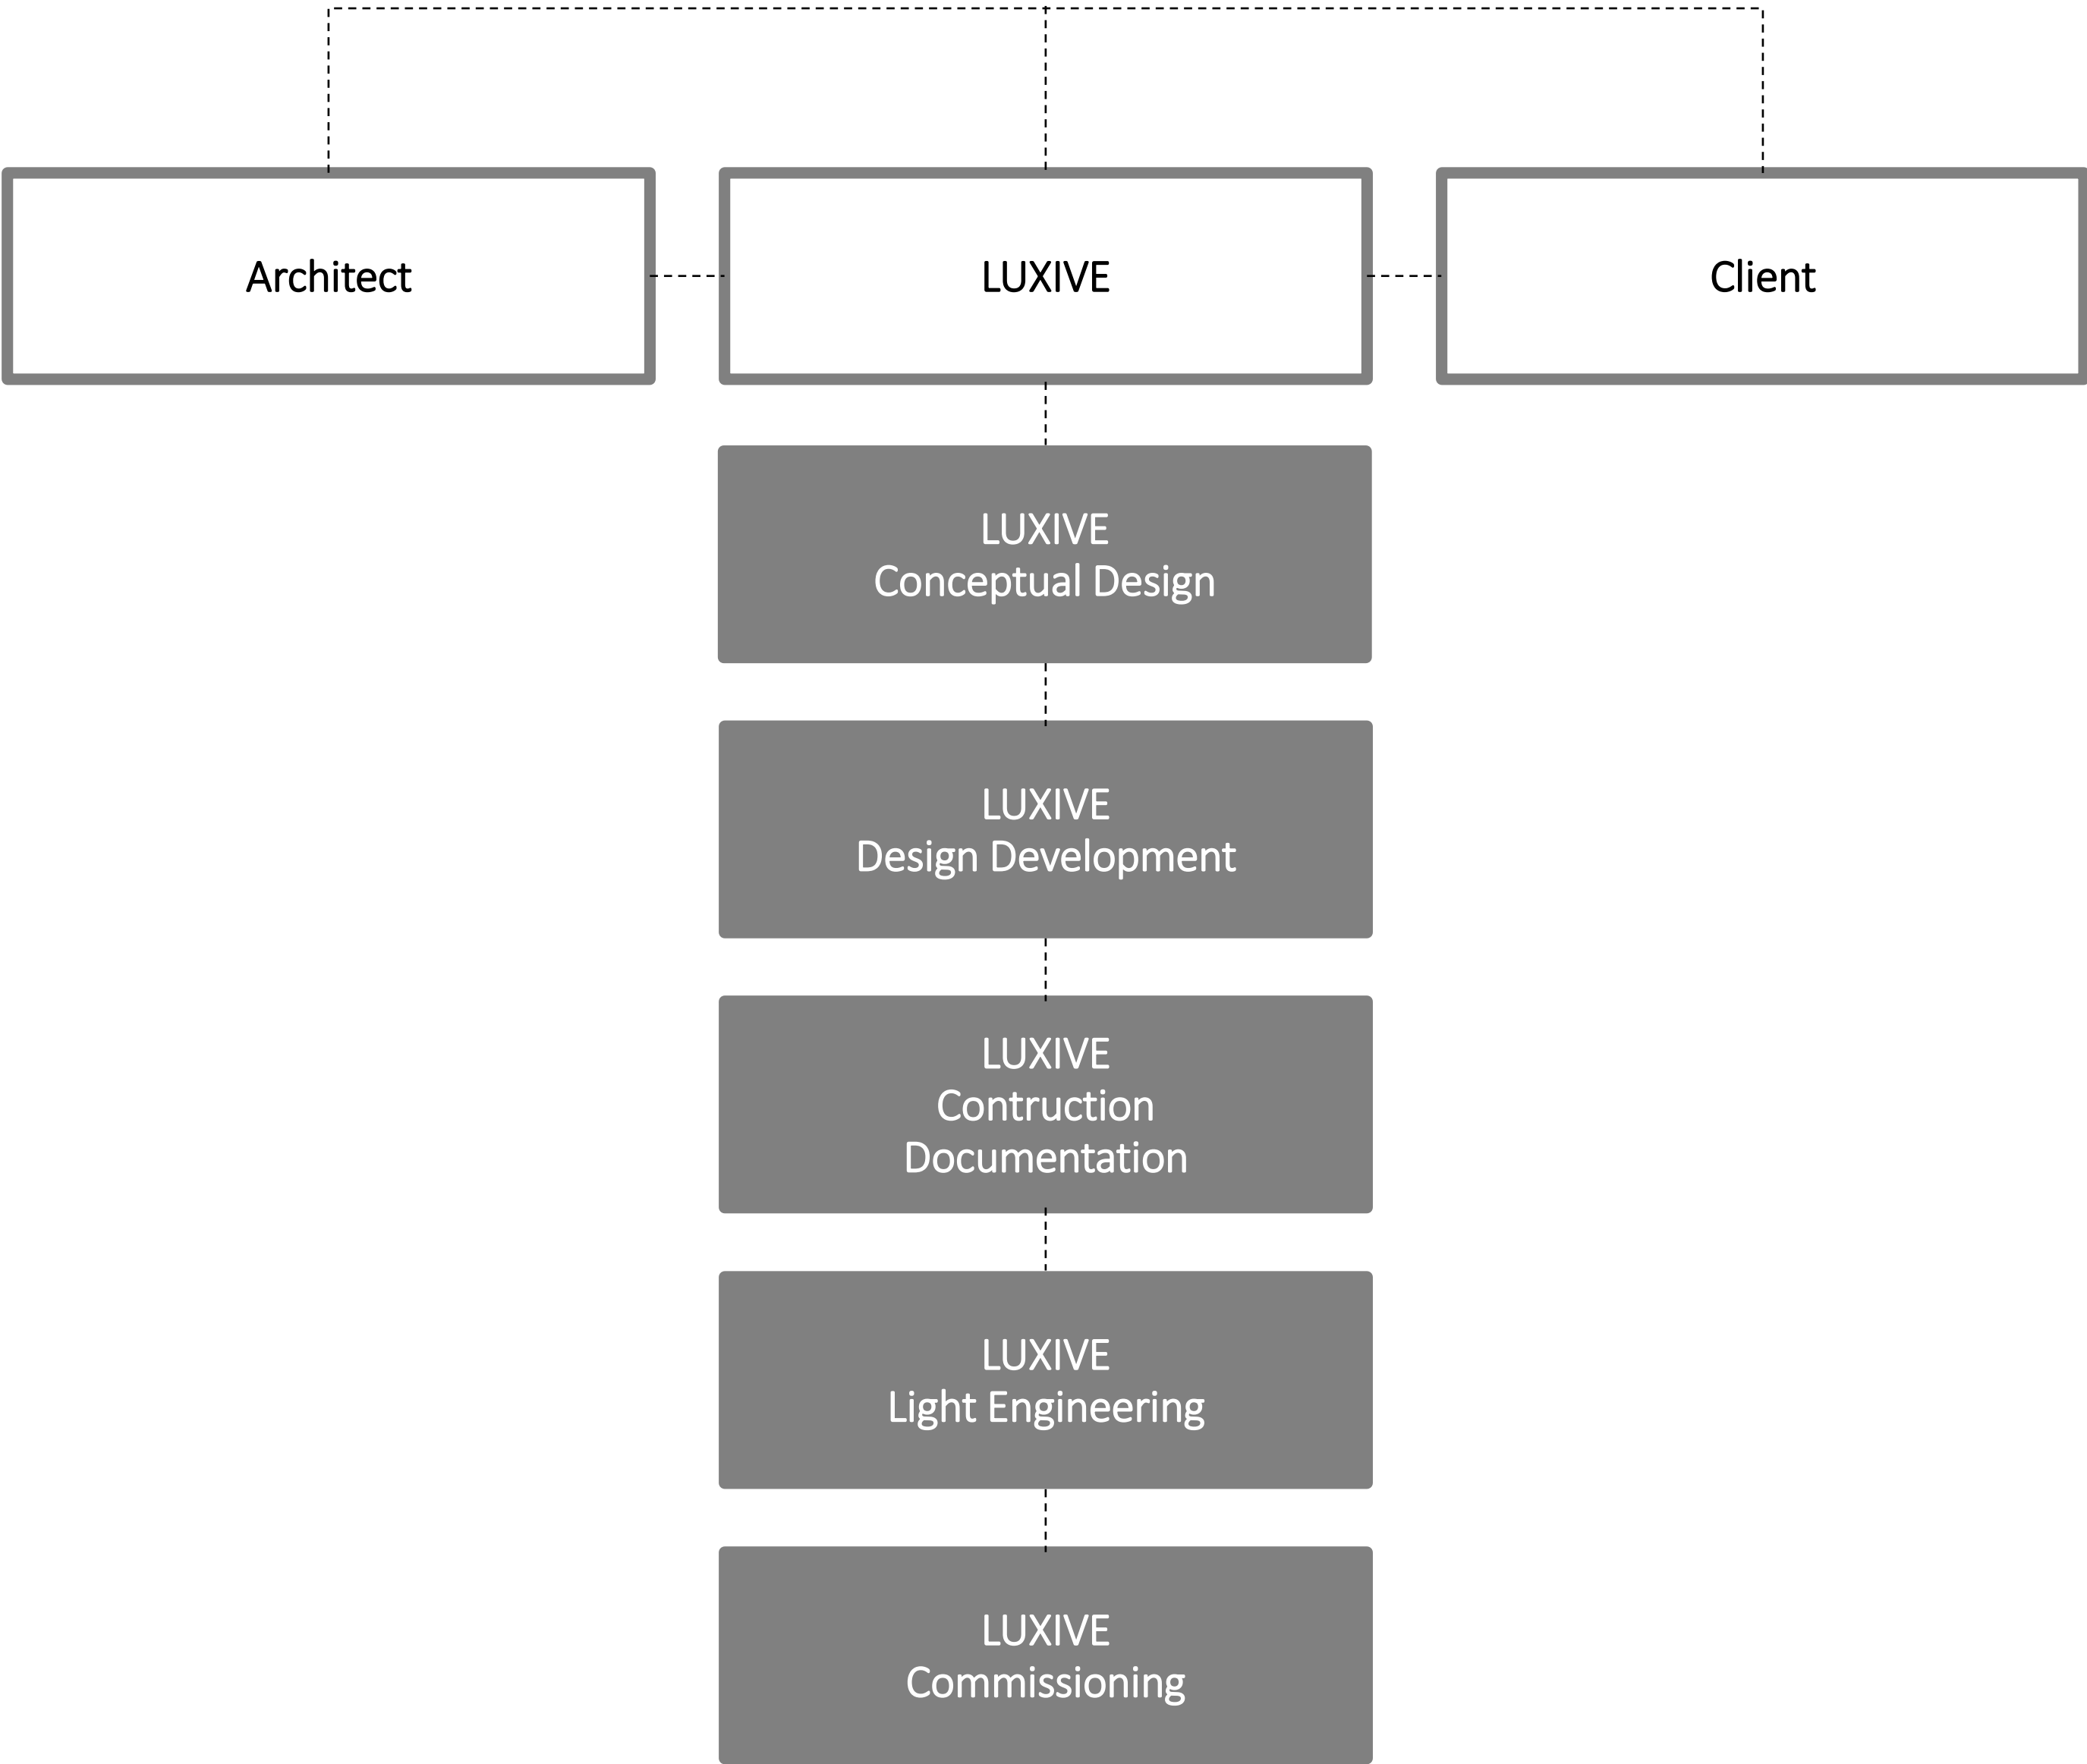 Architect
LUXIVE
Client
LUXIVE
Conceptual Design
LUXIVE
Design Development
LUXIVE
Contruction
Documentation
LUXIVE
Light Engineering
LUXIVE
Commissioning